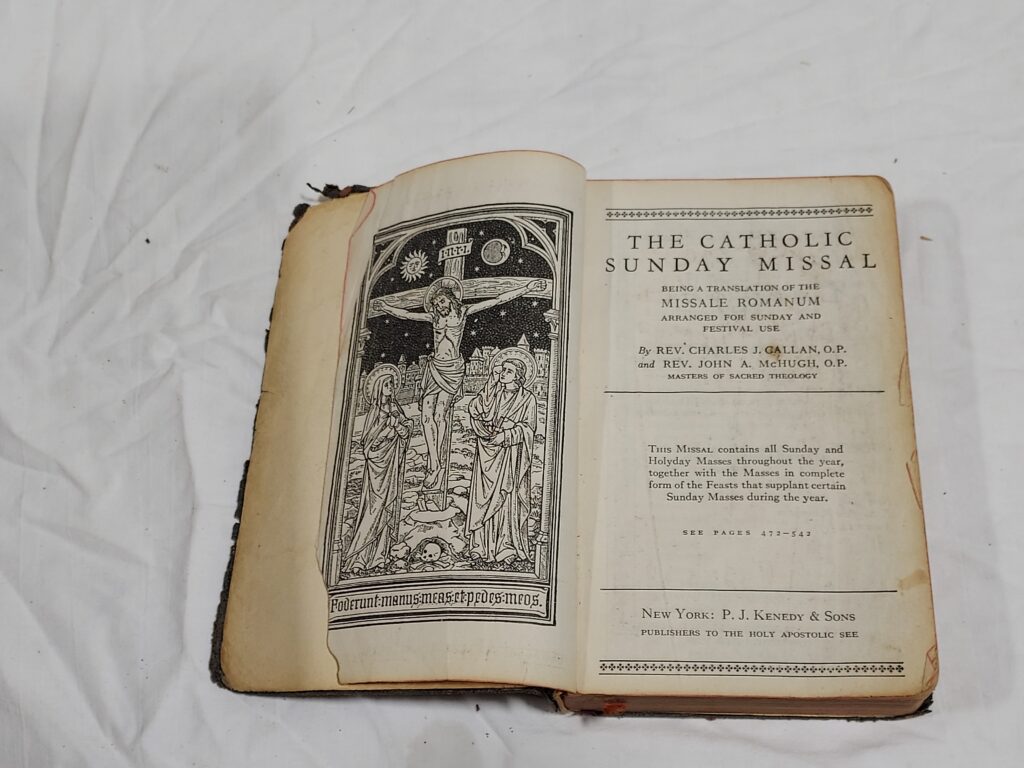 I·N·R·I·
Foderunt·manus·meas·et·pedes·meos.
THE CATHOLIC
SUNDAY MISSAL
BEING A TRANSLATION OF THE
MISSALE ROMANUM
ARRANGED FOR SUNDAY AND
FESTIVAL USE
By REV. CHARLES J. CALLAN, O.P.
and REV. JOHN A. McHUGH, O.P.
MASTERS OF SACRED THEOLOGY
THIS MISSAL contains all Sunday and
Holyday Masses throughout the year,
together with the Masses in complete
form of the Feasts that supplant certain
Sunday Masses during the year.
SEE PAGES 472–542
NEW YORK: P. J. KENEDY & SONS
PUBLISHERS TO THE HOLY APOSTOLIC SEE